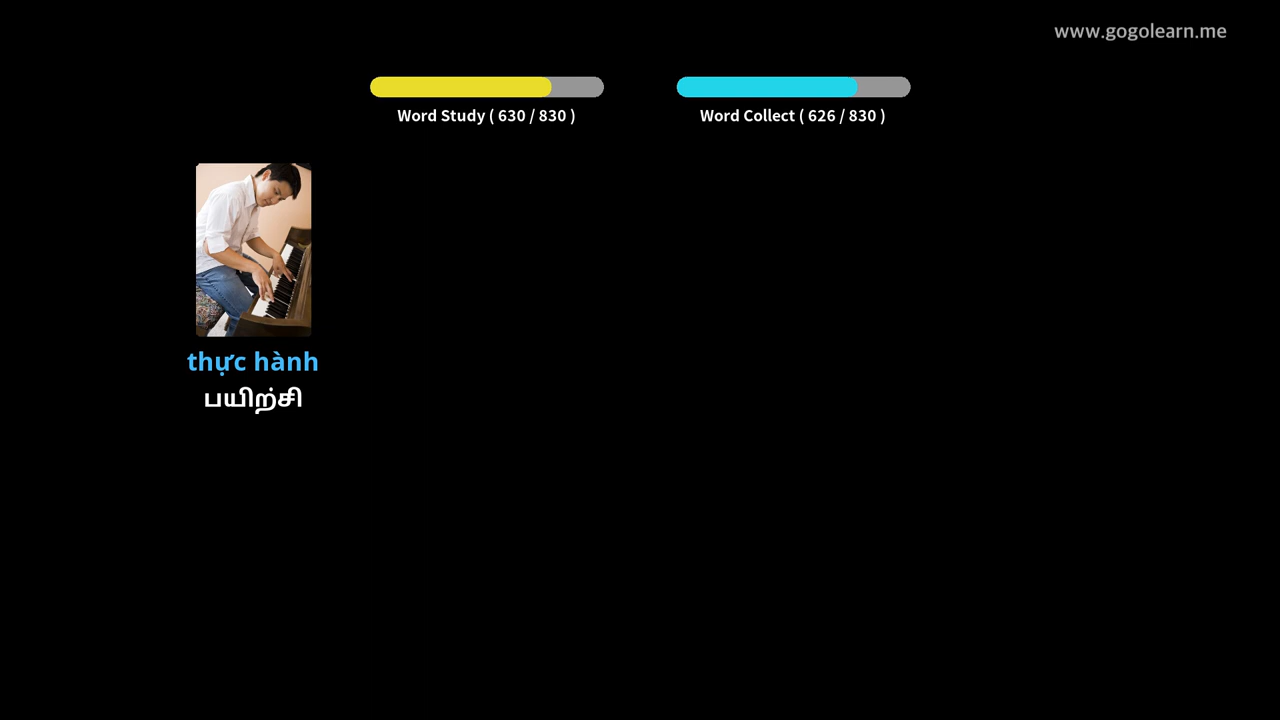 www.gogolearn.me
Word Study ( 630 / 830 )
Word Collect ( 626 / 830 )
thực hành
பயிற்சி